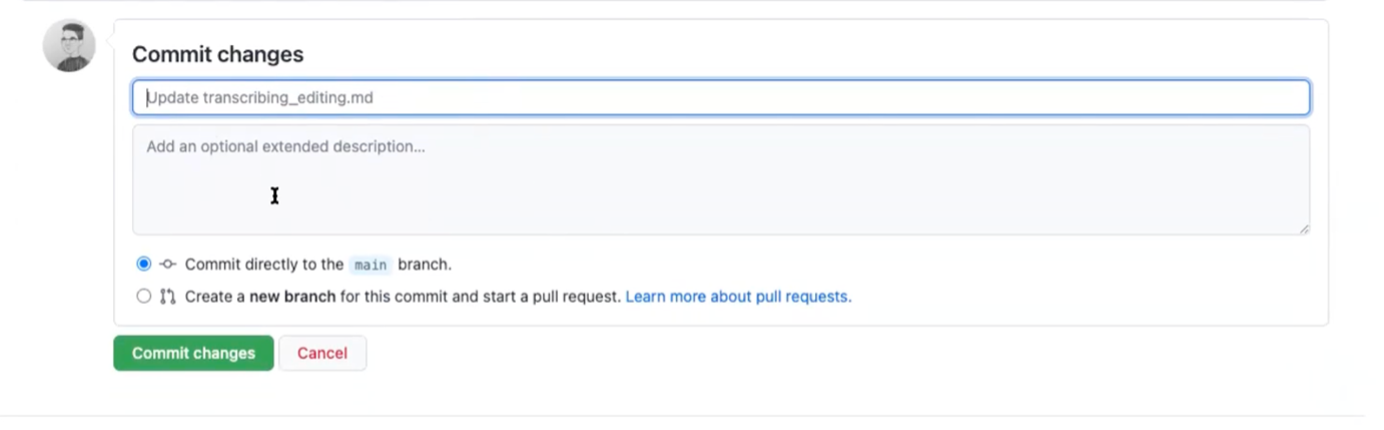 Commit changes
Update transcribing_editing.md
Add an optional extended description...
Commit directly to the main branch.
Create a new branch for this commit and start a pull request. Learn more about pull requests.
Commit changes Cancel